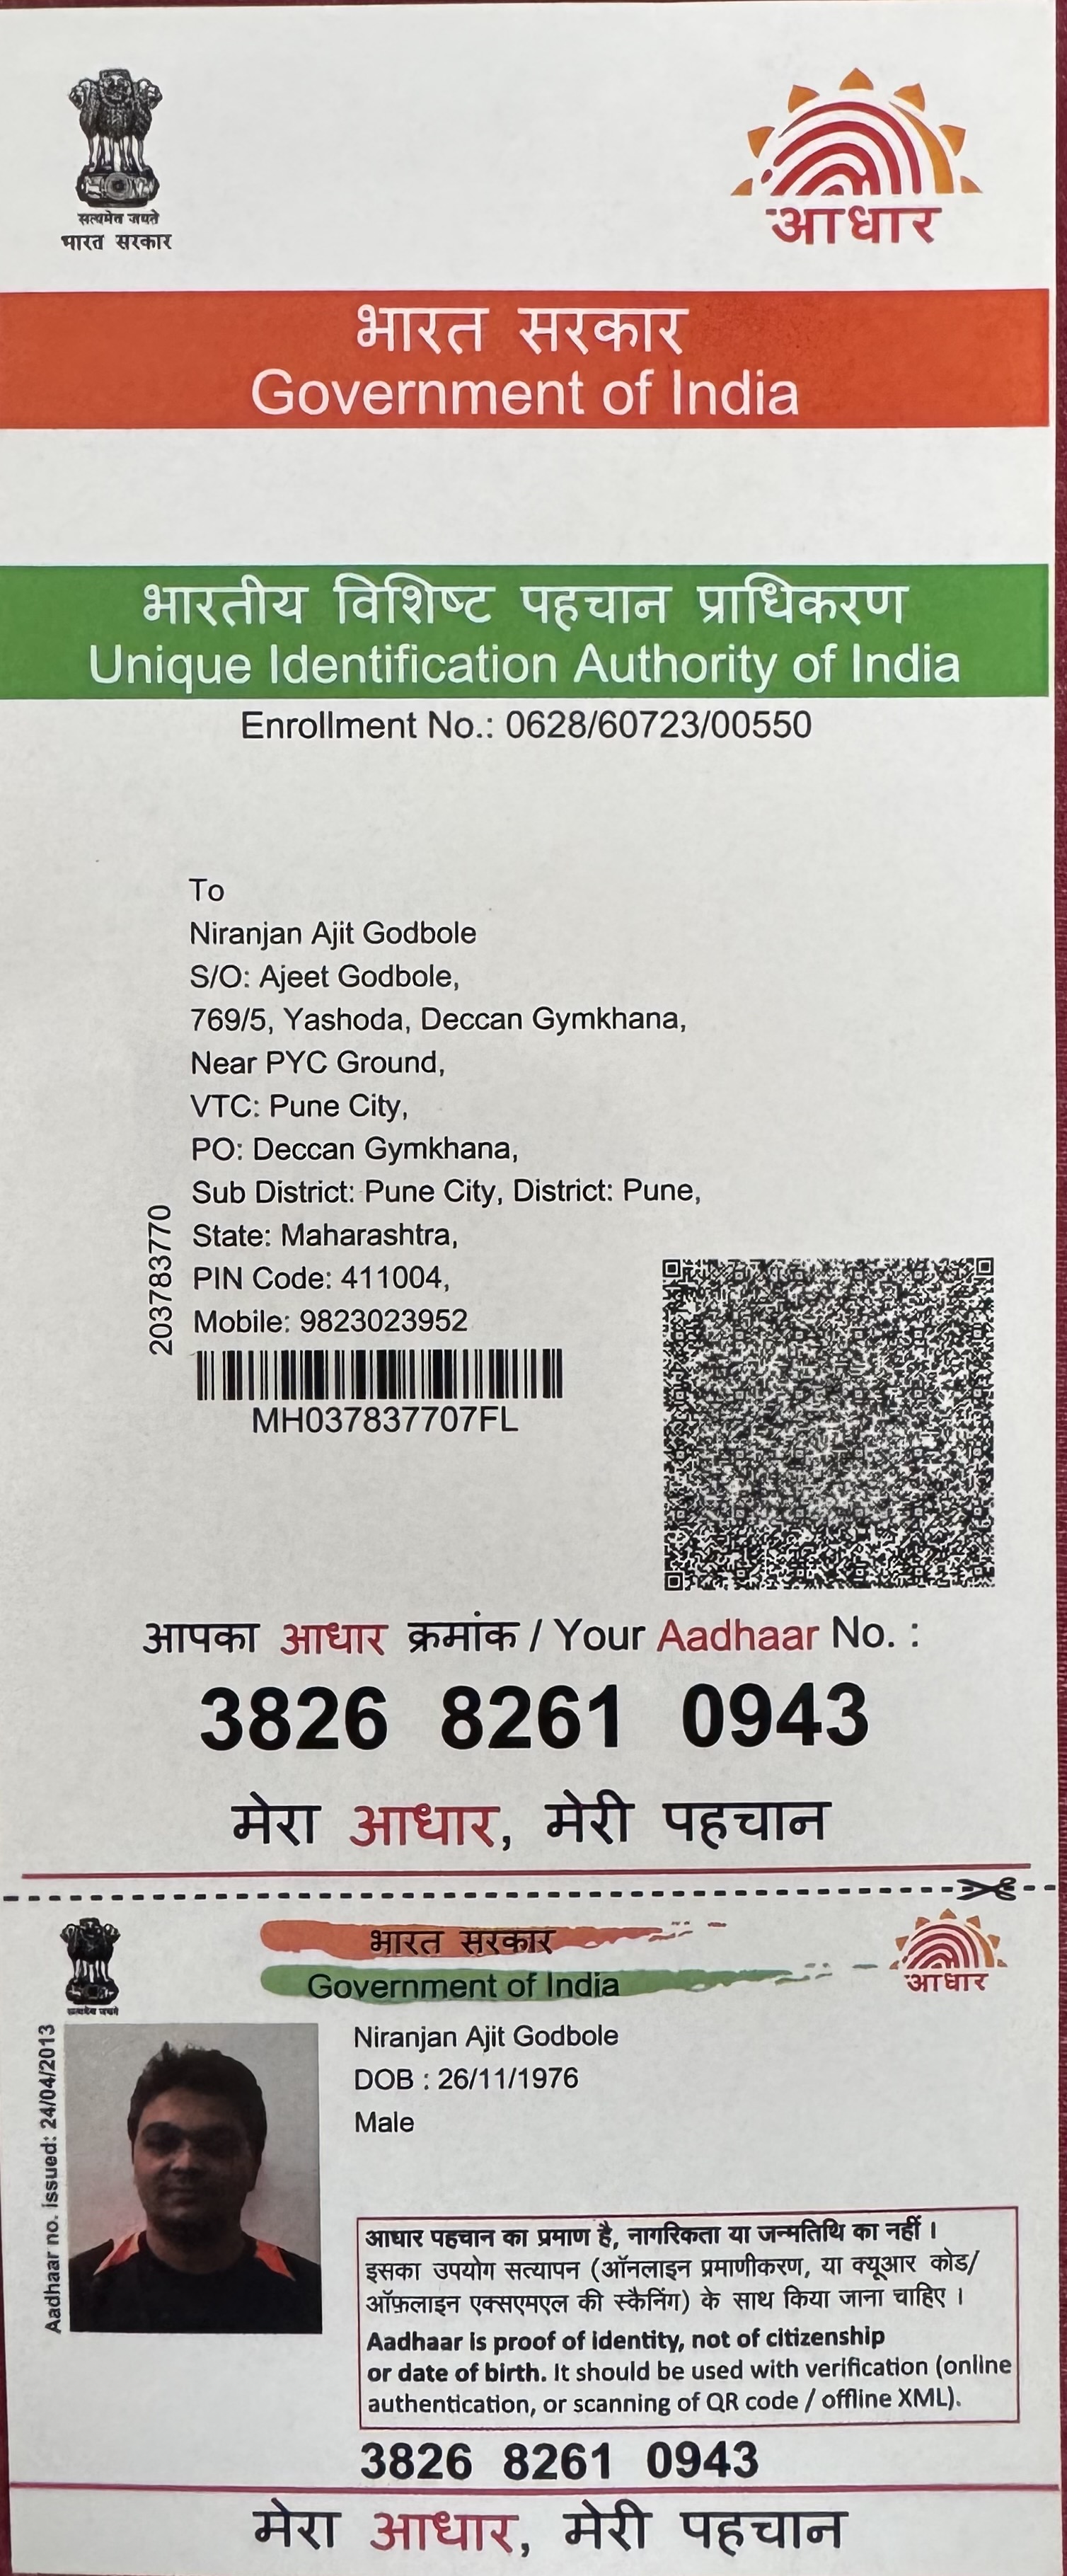 सत्यमेव जयते
भारत सरकार
आधार
भारत सरकार
Government of India
भारतीय विशिष्ट पहचान प्राधिकरण
Unique Identification Authority of India
Enrollment No.: 0628/60723/00550
To
Niranjan Ajit Godbole
S/O: Ajeet Godbole,
769/5, Yashoda, Deccan Gymkhana,
Near PYC Ground,
VTC: Pune City,
PO: Deccan Gymkhana,
Sub District: Pune City, District: Pune,
State: Maharashtra,
PIN Code: 411004,
Mobile: 9823023952
203783770
MH037837707FL
आपका आधार क्रमांक / Your Aadhaar No. :
3826 8261 0943
मेरा आधार, मेरी पहचान
सत्यमेव जयते
भारत सरकार
Government of India
आधार
Aadhaar no. issued: 24/04/2013
Niranjan Ajit Godbole
DOB : 26/11/1976
Male
आधार पहचान का प्रमाण है, नागरिकता या जन्मतिथि का नहीं ।
इसका उपयोग सत्यापन (ऑनलाइन प्रमाणीकरण, या क्यूआर कोड/
ऑफ़लाइन एक्सएमएल की स्कैनिंग) के साथ किया जाना चाहिए ।
Aadhaar is proof of identity, not of citizenship
or date of birth. It should be used with verification (online
authentication, or scanning of QR code / offline XML).
3826 8261 0943
मेरा आधार, मेरी पहचान